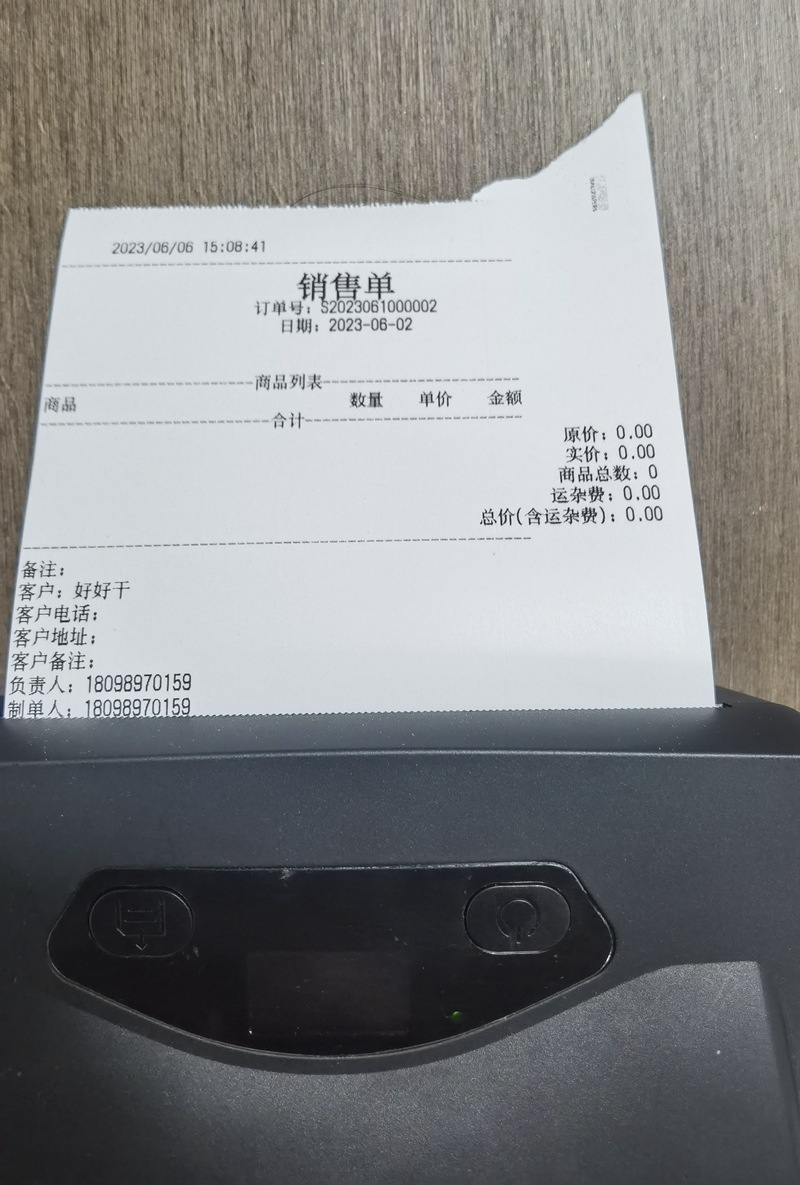 2023/06/06 15:08:41
销售单
订单号：S2023061000002
日期：2023-06-02
商品列表
商品 数量 单价 金额
合计
原价：0.00
实价：0.00
商品总数：0
运杂费：0.00
总价(含运杂费)：0.00
备注：
客户：好好干
客户电话：
客户地址：
客户备注：
负责人：18098970159
制单人：18098970159